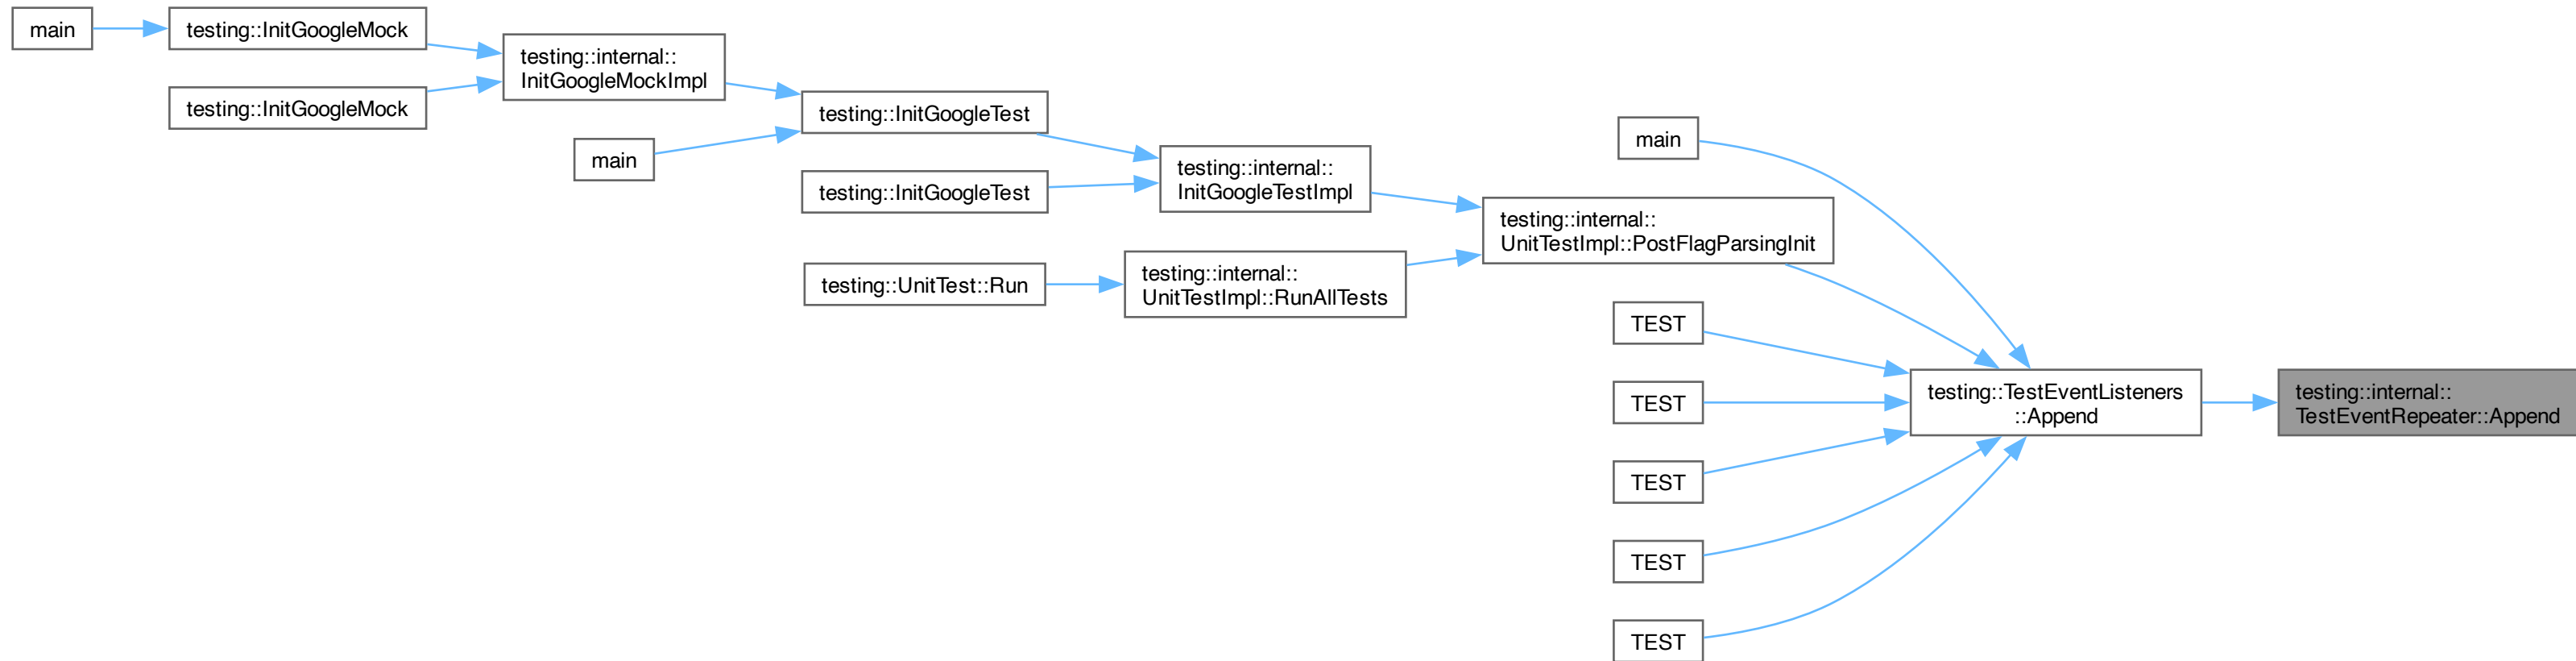 main
testing::InitGoogleMock
testing::InitGoogleMock
testing::internal::
InitGoogleMockImpl
testing::InitGoogleTest
main
testing::InitGoogleTest
testing::internal::
InitGoogleTestImpl
testing::UnitTest::Run
testing::internal::
UnitTestImpl::RunAllTests
main
testing::internal::
UnitTestImpl::PostFlagParsingInit
TEST
TEST
TEST
TEST
TEST
testing::TestEventListeners
::Append
testing::internal::
TestEventRepeater::Append